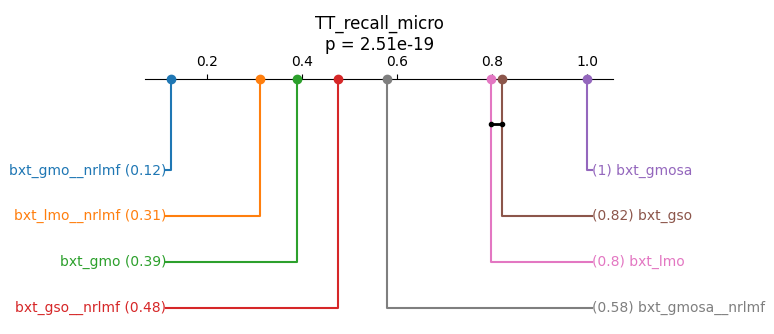 TT_recall_micro
p = 2.51e-19
0.2 0.4 0.6 0.8 1.0
bxt_gmo__nrlmf (0.12) (1) bxt_gmosa
bxt_lmo__nrlmf (0.31) (0.82) bxt_gso
bxt_gmo (0.39) (0.8) bxt_lmo
bxt_gso__nrlmf (0.48) (0.58) bxt_gmosa__nrlmf